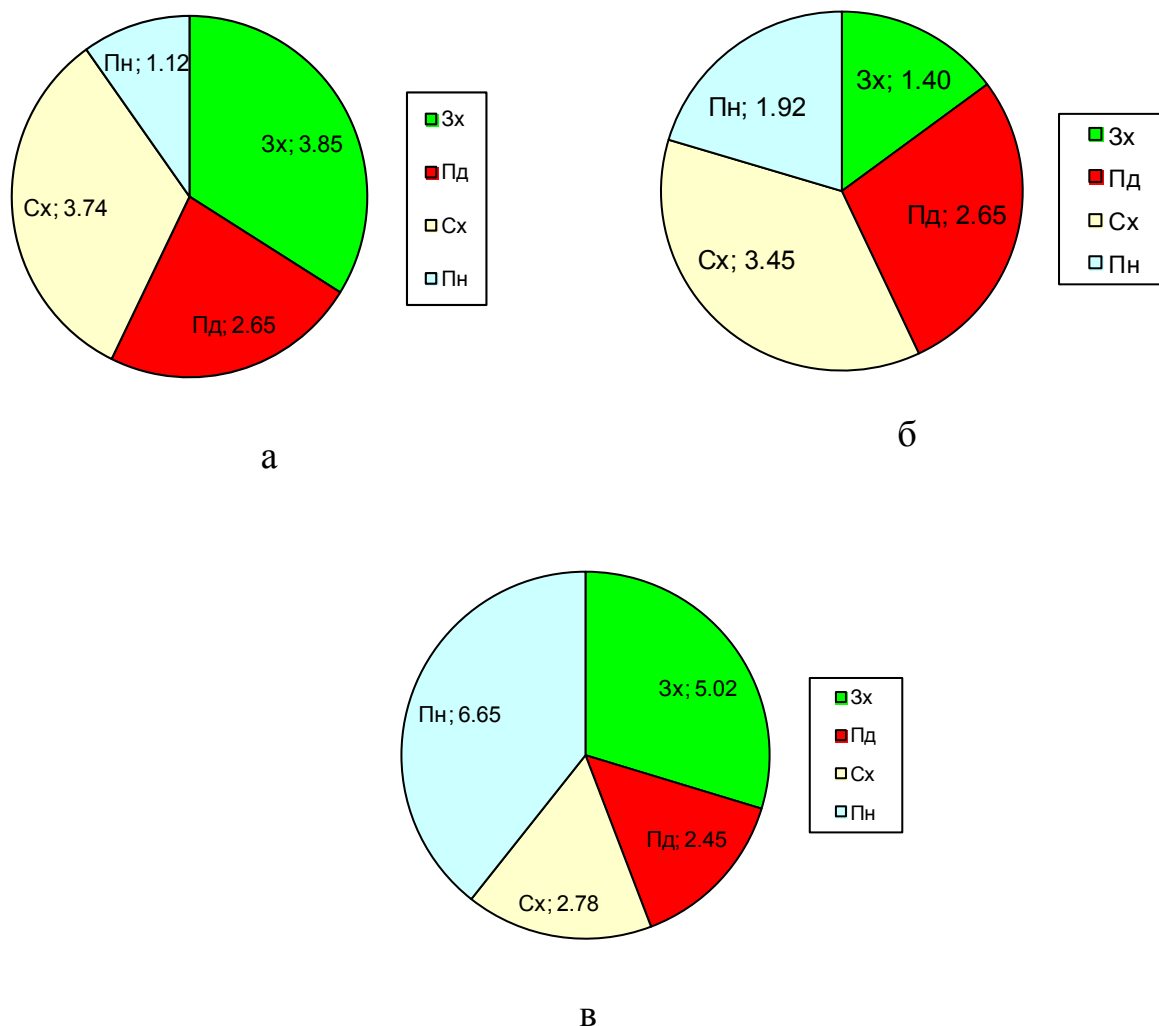 Пн; 1.12
Зх; 3.85
Сх; 3.74
Пд; 2.65
Зх
Пд
Сх
Пн
а
Зх; 1.40
Пн; 1.92
Пд; 2.65
Сх; 3.45
Зх
Пд
Сх
Пн
б
Зх; 5.02
Пн; 6.65
Пд; 2.45
Сх; 2.78
Зх
Пд
Сх
Пн
в